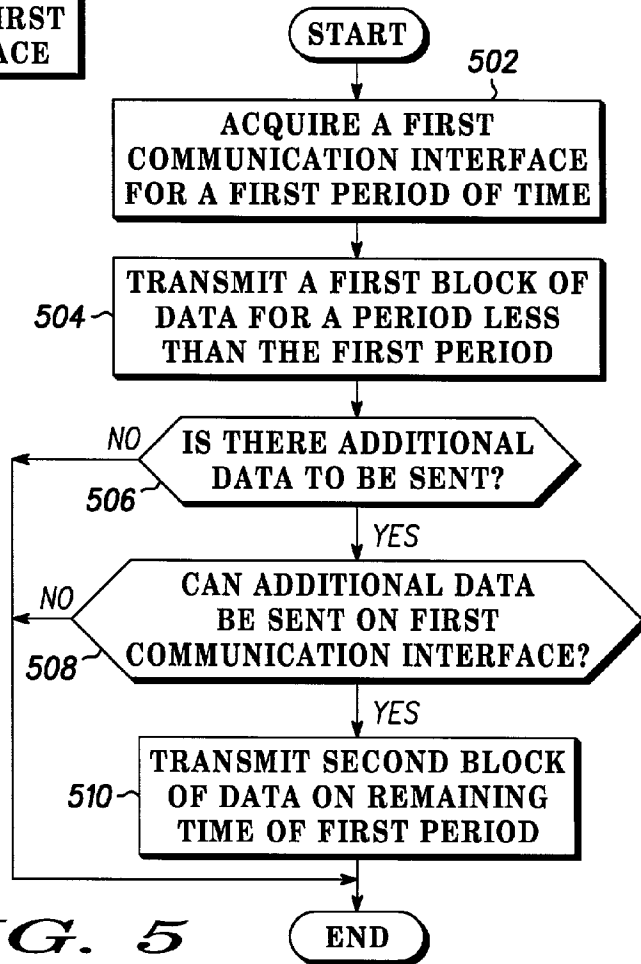 START
502
ACQUIRE A FIRST
COMMUNICATION INTERFACE
FOR A FIRST PERIOD OF TIME
504
TRANSMIT A FIRST BLOCK OF
DATA FOR A PERIOD LESS
THAN THE FIRST PERIOD
NO
IS THERE ADDITIONAL
DATA TO BE SENT?
506
YES
NO
CAN ADDITIONAL DATA
BE SENT ON FIRST
COMMUNICATION INTERFACE?
508
YES
510
TRANSMIT SECOND BLOCK
OF DATA ON REMAINING
TIME OF FIRST PERIOD
5
END